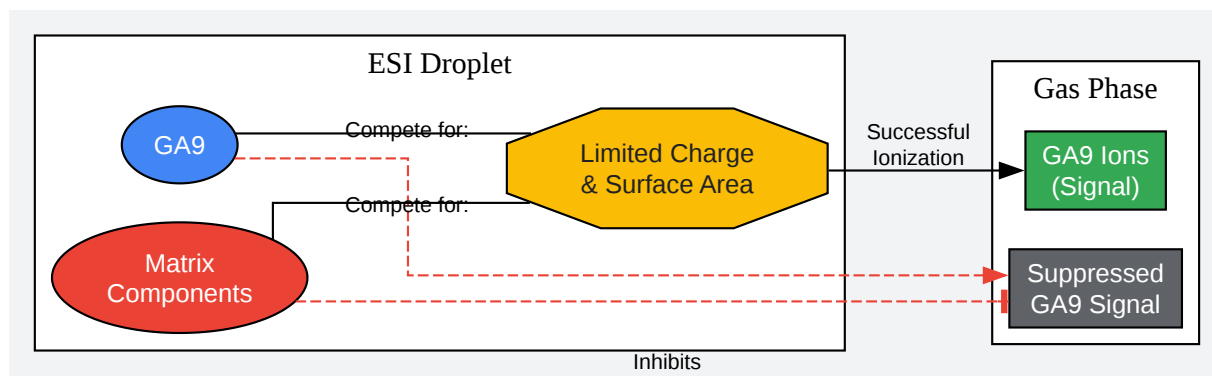 ESI Droplet
Gas Phase
GA9
Compete for:
Limited Charge
& Surface Area
Successful
Ionization
GA9 Ions
(Signal)
Compete for:
Matrix
Components
Suppressed
GA9 Signal
Inhibits